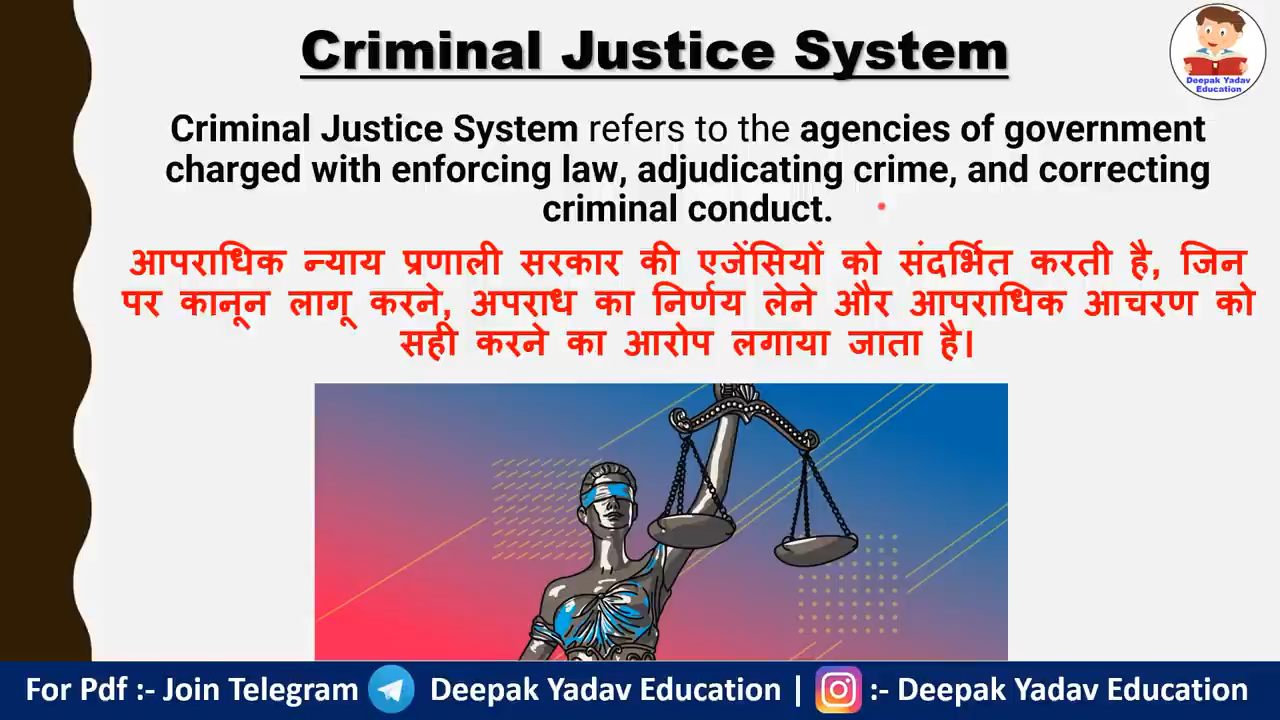 Criminal Justice System
Deepak Yadav
Education
Criminal Justice System refers to the agencies of government
charged with enforcing law, adjudicating crime, and correcting
criminal conduct.
आपराधिक न्याय प्रणाली सरकार की एजेंसियों को संदर्भित करती है, जिन
पर कानून लागू करने, अपराध का निर्णय लेने और आपराधिक आचरण को
सही करने का आरोप लगाया जाता है।
For Pdf :- Join Telegram Deepak Yadav Education | :- Deepak Yadav Education